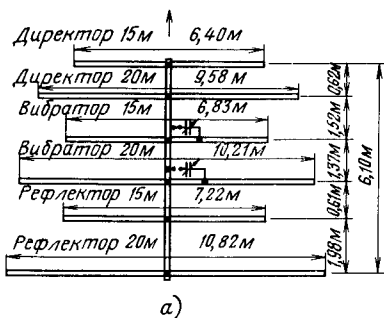 Директор 15м 6,40м
Директор 20м 9,58м
0,62м
Вибратор 15м 6,83м
1,52м
Вибратор 20м 10,21м
1,37м
6,10м
Рефлектор 15м 7,22м
0,61м
Рефлектор 20м 10,82м
1,98м
а)